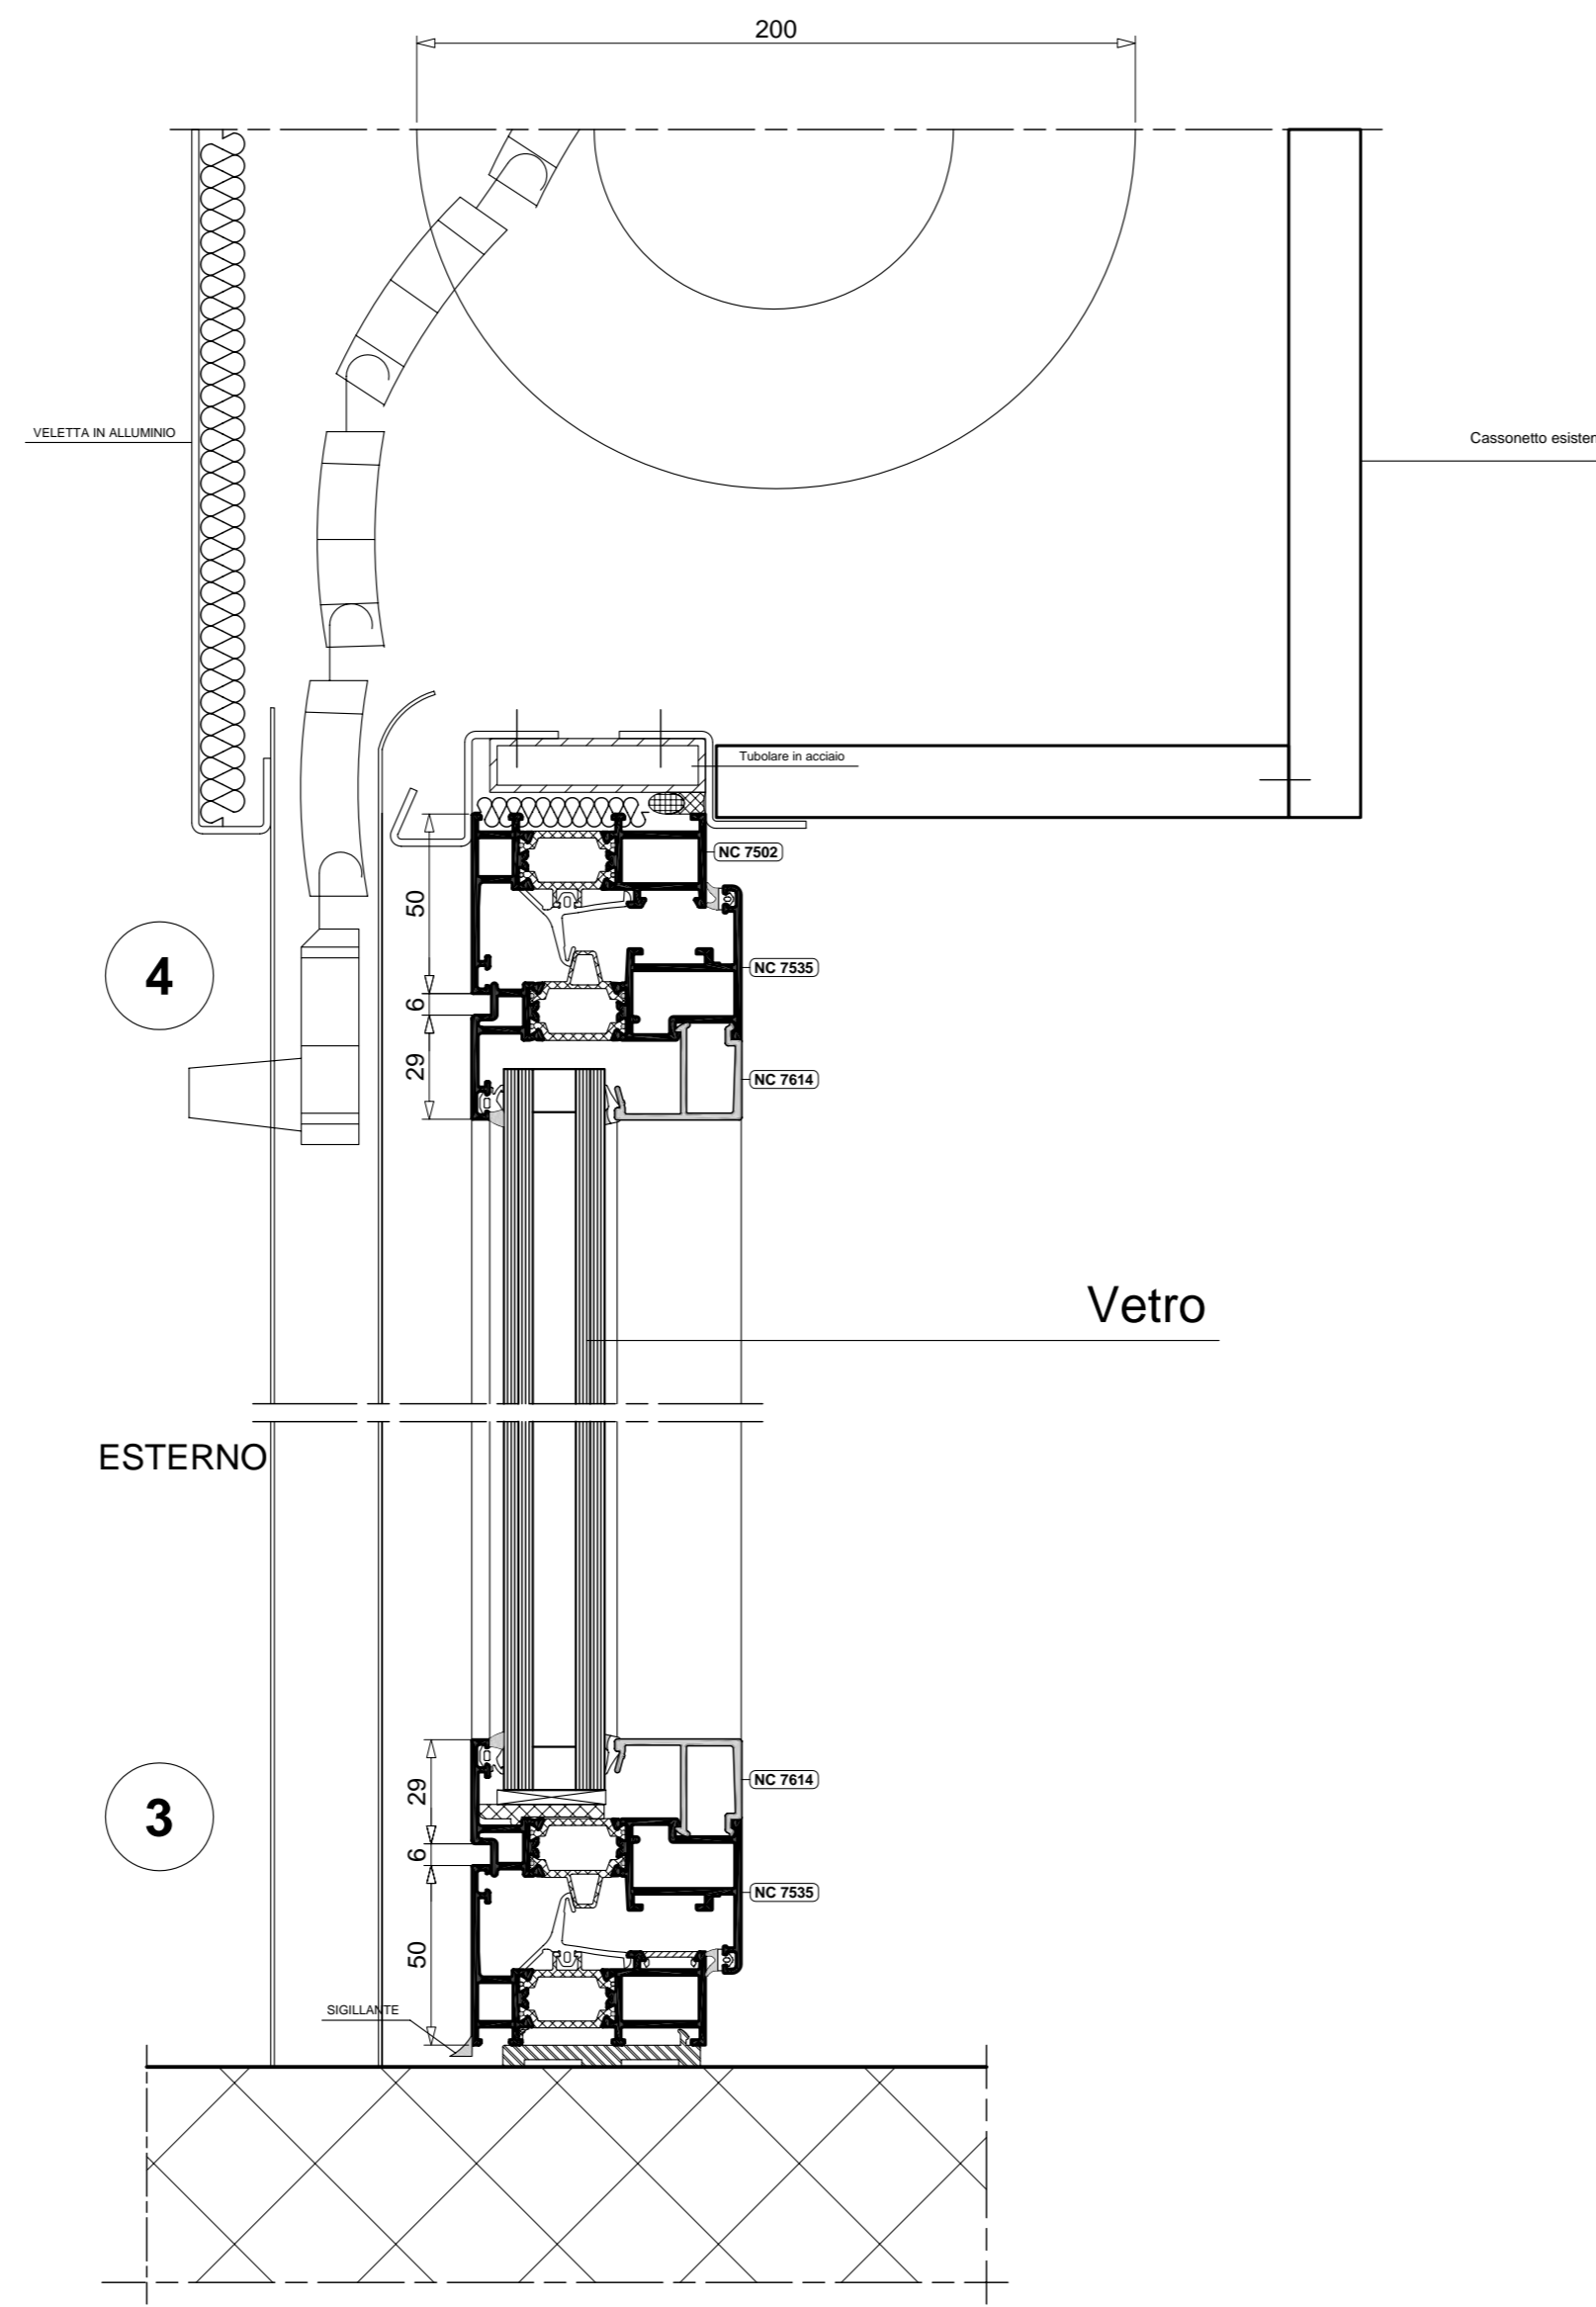 200
VELETTA IN ALLUMINIO
Cassonetto esisten
Tubolare in acciaio
NC 7502
50
4
NC 7535
6
29
NC 7614
Vetro
ESTERNO
29
NC 7614
3
6
NC 7535
50
SIGILLANTE